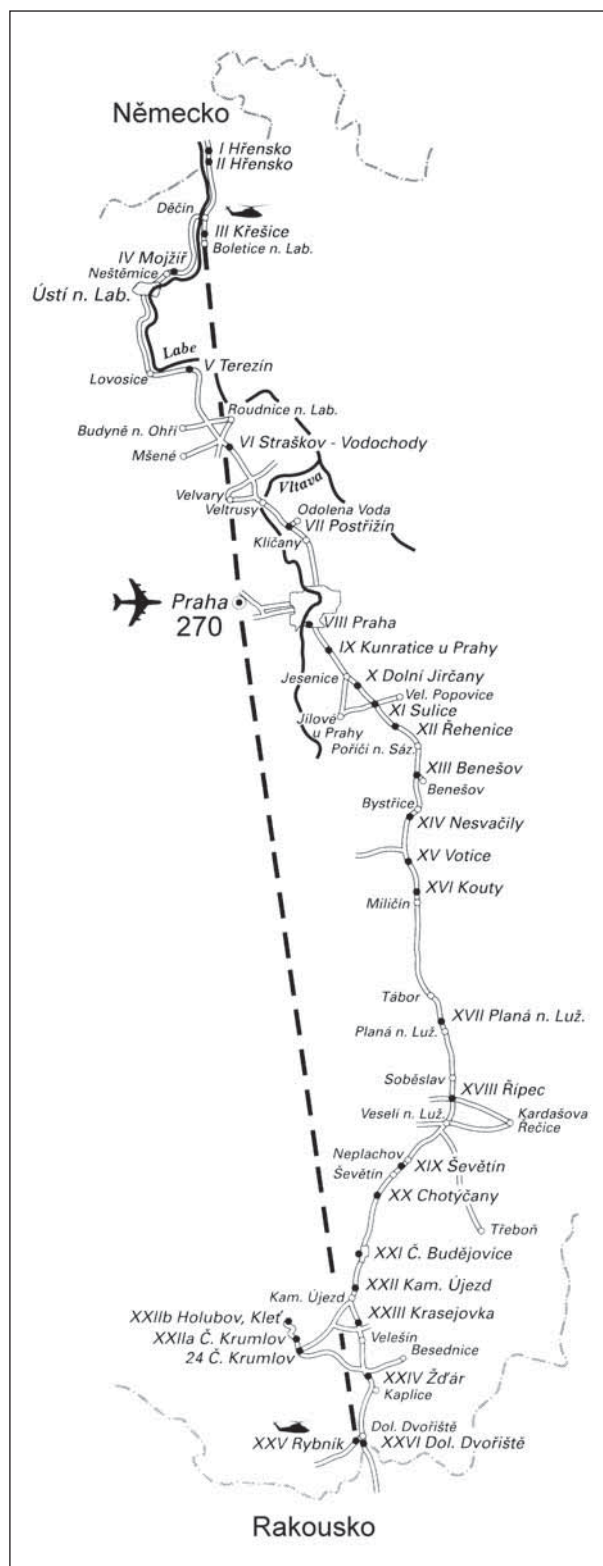 Německo
I Hřensko
II Hřensko
Děčín
III Křešice
Boletice n. Lab.
IV Mojžíř
Neštěmice
Ústí n. Lab.
Labe
V Terezín
Lovosice
Roudnice n. Lab.
Budyně n. Ohří
VI Straškov - Vodochody
Mšené
Vltava
Velvary
Veltrusy
Odolena Voda
VII Postřižín
Klíčany
Praha
270
VIII Praha
IX Kunratice u Prahy
Jesenice
X Dolní Jirčany
Vel. Popovice
XI Sulice
Jílové
u Prahy
XII Řehenice
Poříčí n. Sáz.
XIII Benešov
Benešov
Bystřice
XIV Nesvačily
XV Votice
XVI Kouty
Miličín
Tábor
XVII Planá n. Luž.
Planá n. Luž.
Soběslav
XVIII Řípec
Veselí n. Luž.
Kardašova
Řečice
Neplachov
XIX Ševětín
Ševětín
XX Chotýčany
Třeboň
XXI Č. Budějovice
XXII Kam. Újezd
Kam. Újezd
XXIIb Holubov, Kleť
XXIII Krasejovka
XXIIa Č. Krumlov
Velešín
24 Č. Krumlov
Besednice
XXIV Žďár
Kaplice
Dol. Dvořiště
XXV Rybník
XXVI Dol. Dvořiště
Rakousko